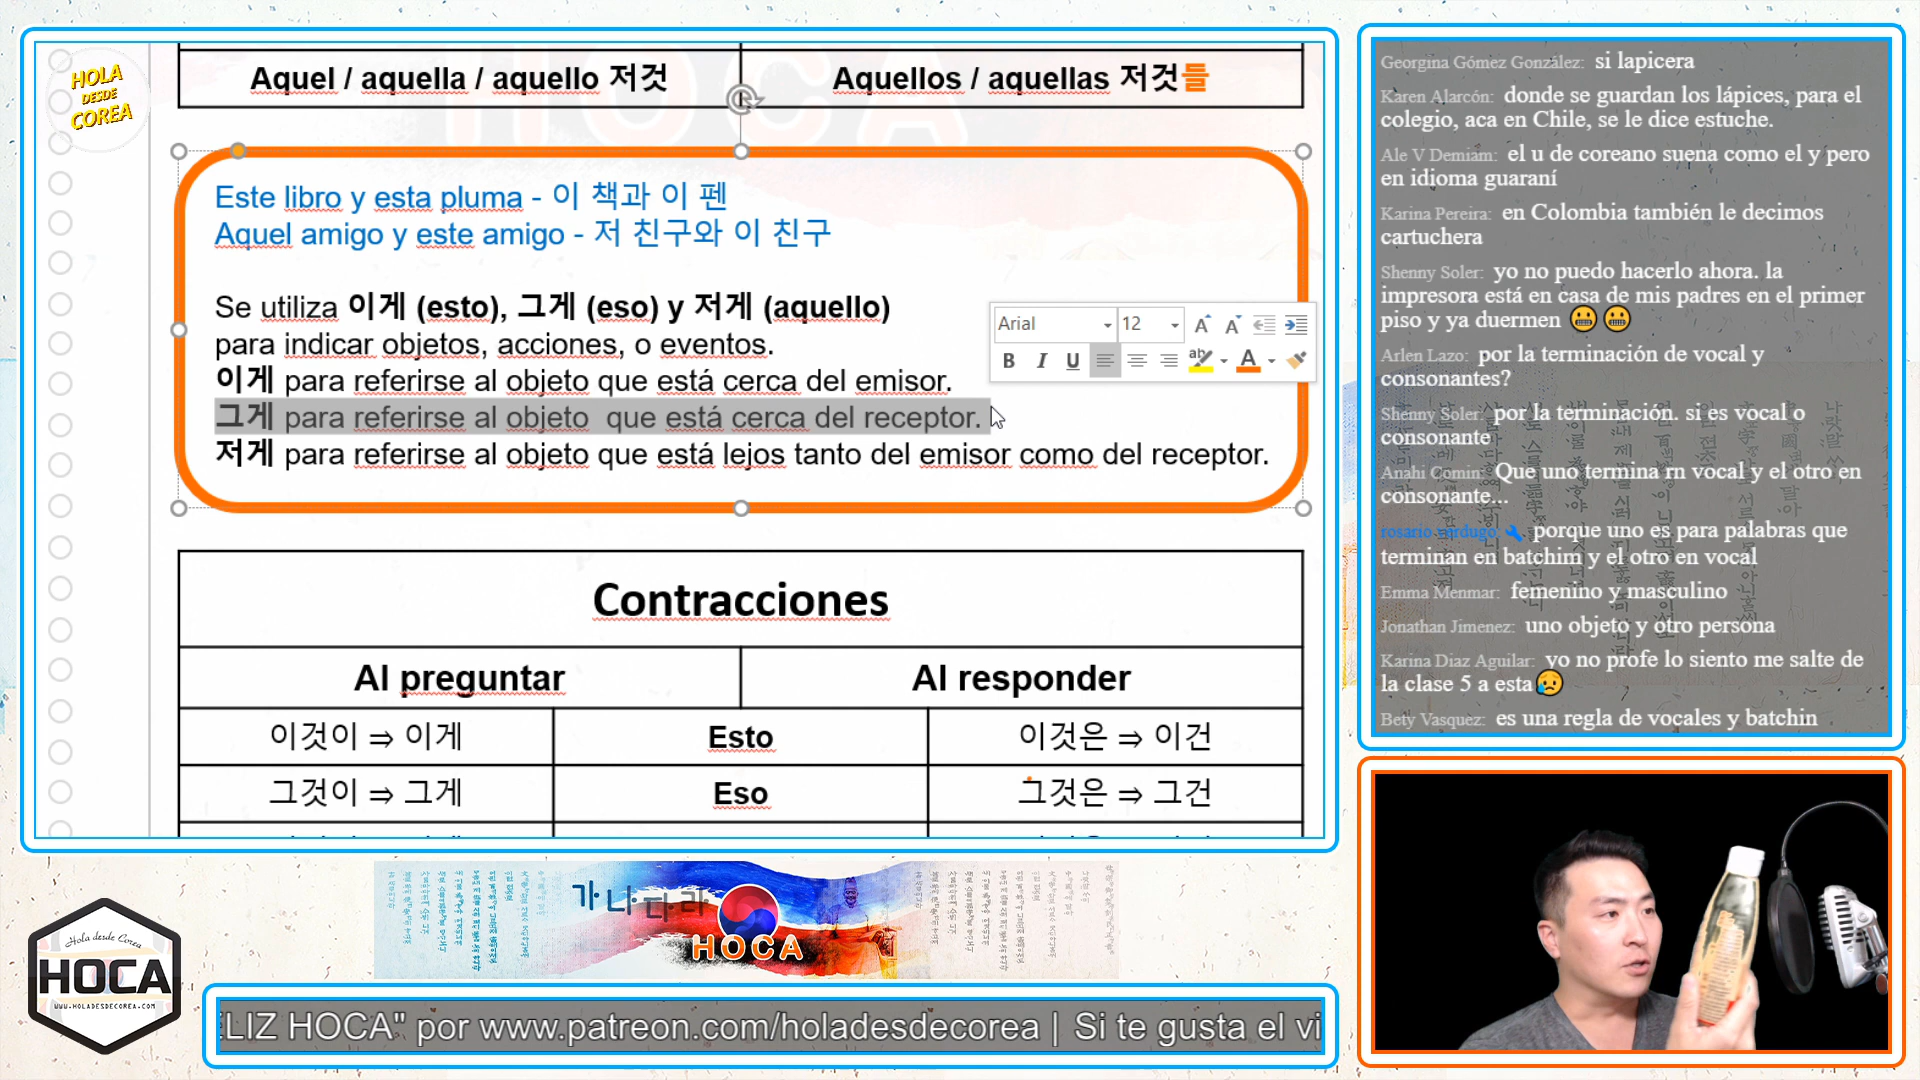 HOLA
DESDE
COREA
Aquel / aquella / aquello 저것
Aquellos / aquellas 저것들
Este libro y esta pluma - 이 책과 이 펜
Aquel amigo y este amigo - 저 친구와 이 친구
Se utiliza 이게 (esto), 그게 (eso) y 저게 (aquello)
para indicar objetos, acciones, o eventos.
이게 para referirse al objeto que está cerca del emisor.
그게 para referirse al objeto que está cerca del receptor.
저게 para referirse al objeto que está lejos tanto del emisor como del receptor.
Arial
12
B I U
Contracciones
Al preguntar
Al responder
이것이 ⇒ 이게
Esto
이것은 ⇒ 이건
그것이 ⇒ 그게
Eso
그것은 ⇒ 그건
Georgina Gómez González: si lapicera
Karen Alarcón: donde se guardan los lápices, para el
colegio, aca en Chile, se le dice estuche.
Ale V Demiam: el u de coreano suena como el y pero
en idioma guaraní
Karina Pereira: en Colombia también le decimos
cartuchera
Shenny Soler: yo no puedo hacerlo ahora. la
impresora está en casa de mis padres en el primer
piso y ya duermen 😬😬
Arlen Lazo: por la terminación de vocal y
consonantes?
Shenny Soler: por la terminación. si es vocal o
consonante
Anahi Comin: Que uno termina rn vocal y el otro en
consonante...
rosario verdugo porque uno es para palabras que
terminan en batchim y el otro en vocal
Emma Menmar: femenino y masculino
Jonathan Jimenez: uno objeto y otro persona
Karina Diaz Aguilar: yo no profe lo siento me salte de
la clase 5 a esta😥
Bety Vasquez: es una regla de vocales y batchin
가나다라
HOCA
Hola desde Corea
HOCA
WWW.HOLADESDECOREA.COM
LIZ HOCA" por www.patreon.com/holadesdecorea | Si te gusta el vi